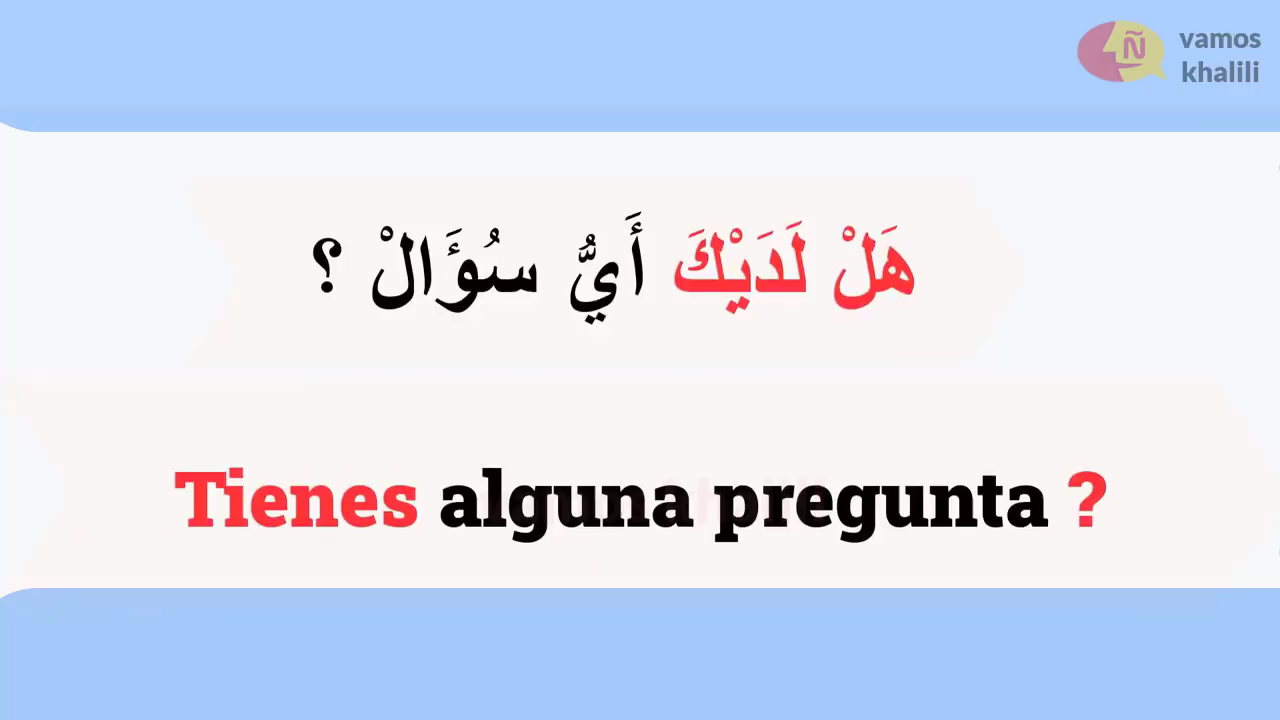 Ñ
vamos
khalili
هَلْ لَدَيْكَ أَيُّ سُؤَالْ ؟
Tienes alguna pregunta ?